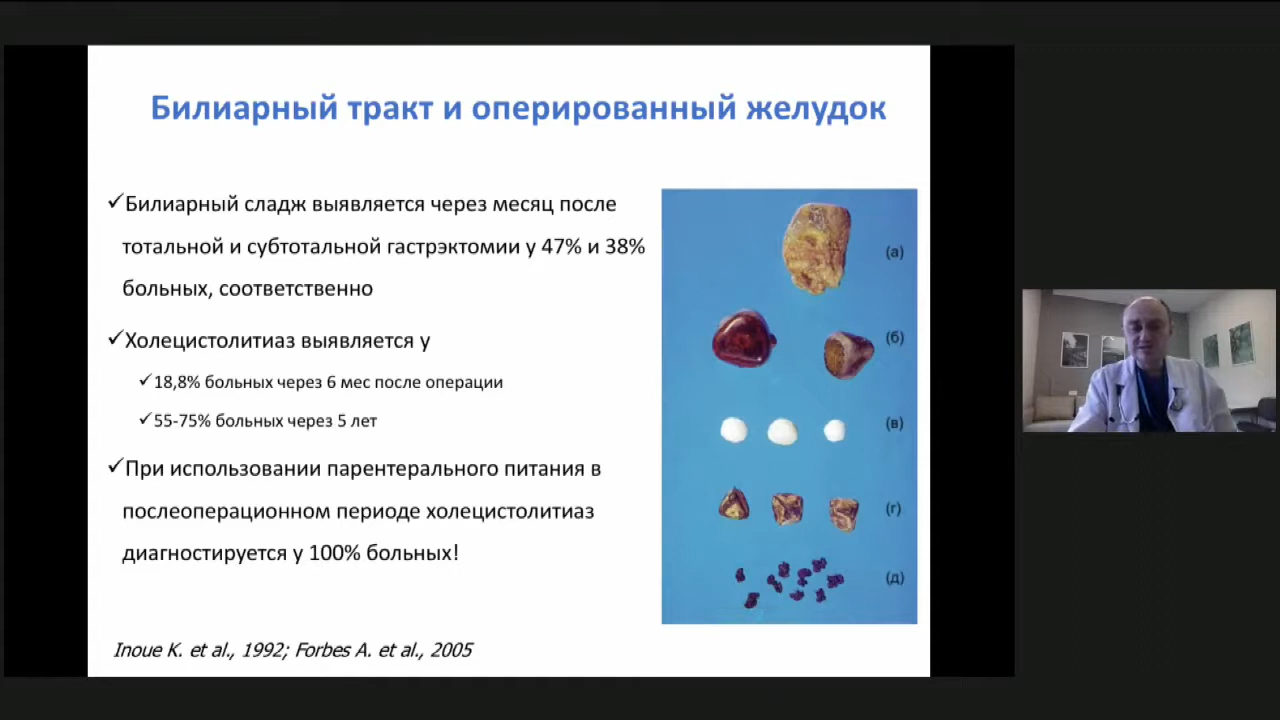 Билиарный тракт и оперированный желудок
✓Билиарный сладж выявляется через месяц после
тотальной и субтотальной гастрэктомии у 47% и 38%
больных, соответственно
✓Холецистолитиаз выявляется у
✓18,8% больных через 6 мес после операции
✓55-75% больных через 5 лет
✓При использовании парентерального питания в
послеоперационном периоде холецистолитиаз
диагностируется у 100% больных!
Inoue K. et al., 1992; Forbes A. et al., 2005
(а)
(б)
(в)
(г)
(д)